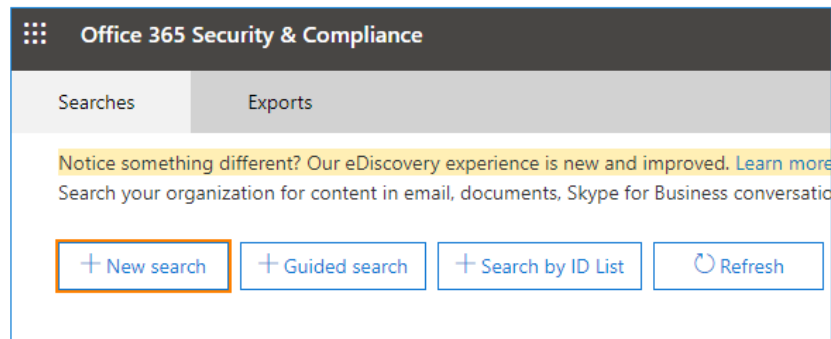 Office 365 Security & Compliance
Searches Exports
Notice something different? Our eDiscovery experience is new and improved. Learn more
Search your organization for content in email, documents, Skype for Business
+ New search + Guided search + Search by ID List Refresh